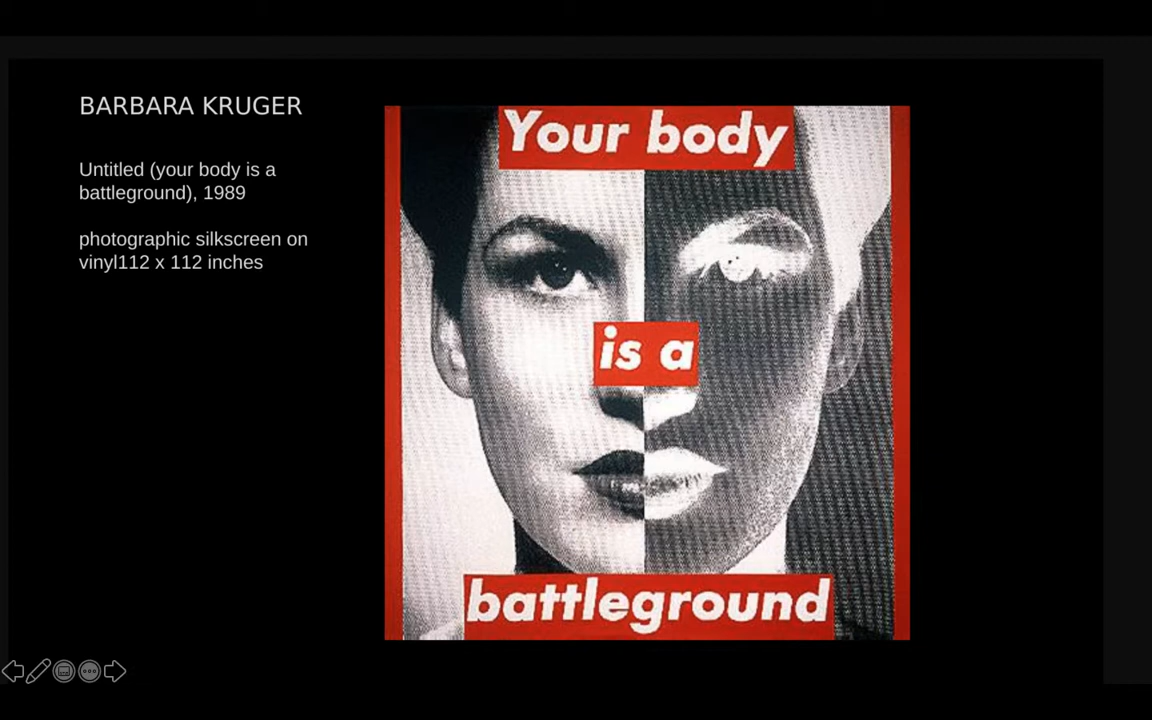 BARBARA KRUGER
Untitled (your body is a
battleground), 1989
photographic silkscreen on
vinyl112 x 112 inches
Your body
is a
battleground